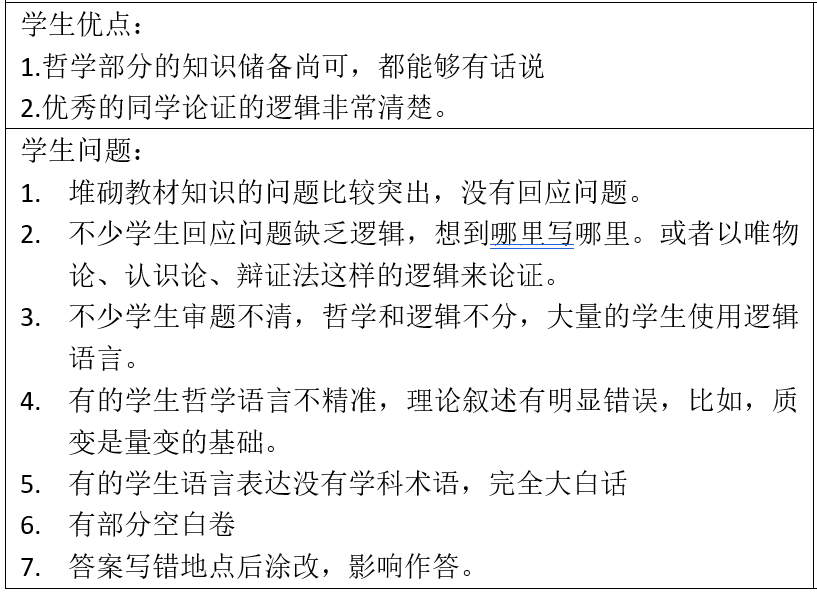 学生优点：
1.哲学部分的知识储备尚可，都能够有话说
2.优秀的同学论证的逻辑非常清楚。
学生问题：
1. 堆砌教材知识的问题比较突出，没有回应问题。
2. 不少学生回应问题缺乏逻辑，想到哪里写哪里。或者以唯物
论、认识论、辩证法这样的逻辑来论证。
3. 不少学生审题不清，哲学和逻辑不分，大量的学生使用逻辑
语言。
4. 有的学生哲学语言不精准，理论叙述有明显错误，比如，质
变是量变的基础。
5. 有的学生语言表达没有学科术语，完全大白话
6. 有部分空白卷
7. 答案写错地点后涂改，影响作答。